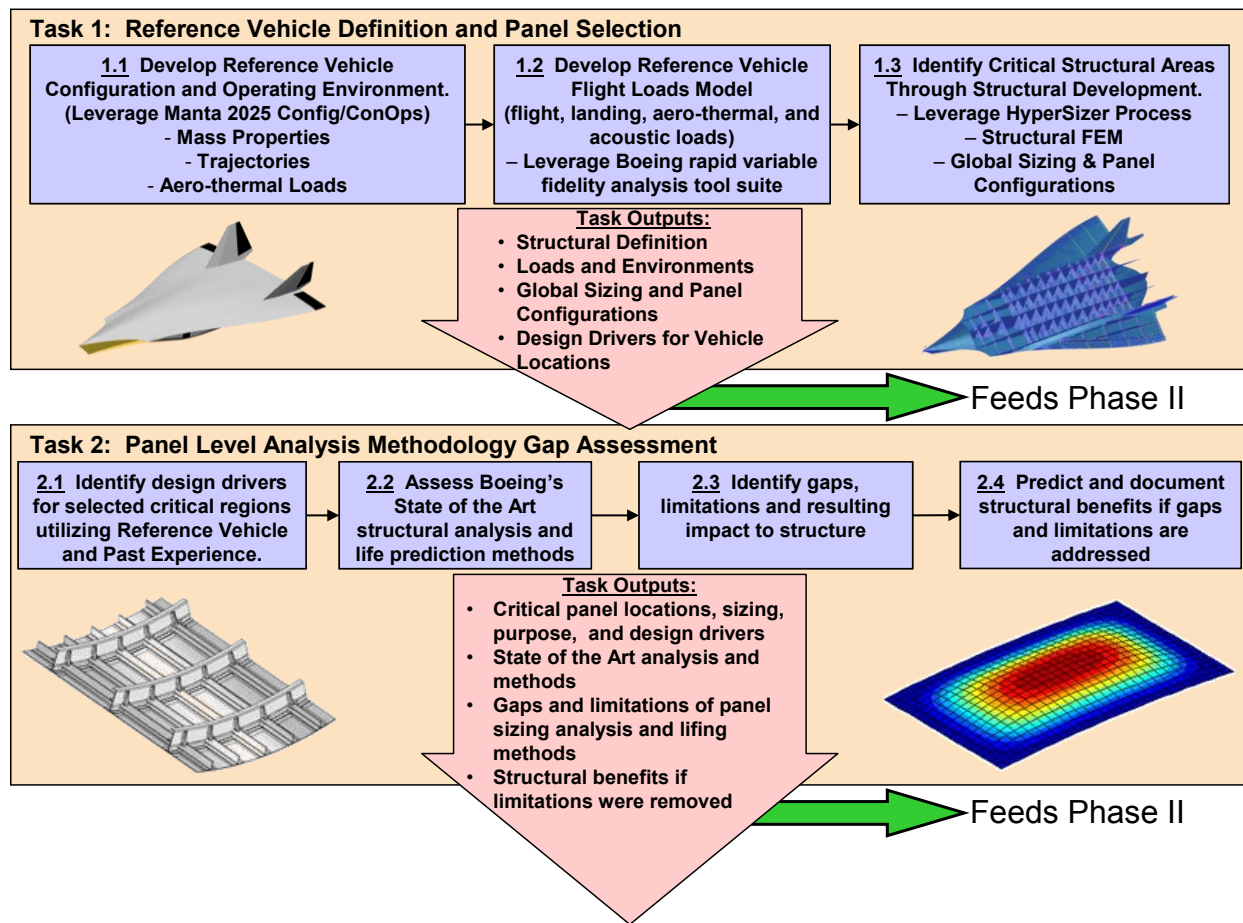 Task 1: Reference Vehicle Definition and Panel Selection
1.1 Develop Reference Vehicle
Configuration and Operating Environment.
(Leverage Manta 2025 Config/ConOps)
- Mass Properties
- Trajectories
- Aero-thermal Loads
1.2 Develop Reference Vehicle
Flight Loads Model
(flight, landing, aero-thermal, and
acoustic loads)
– Leverage Boeing rapid variable
fidelity analysis tool suite
1.3 Identify Critical Structural Areas
Through Structural Development.
– Leverage HyperSizer Process
– Structural FEM
– Global Sizing & Panel
Configurations
Task Outputs:
• Structural Definition
• Loads and Environments
• Global Sizing and Panel
Configurations
• Design Drivers for Vehicle
Locations
Feeds Phase II
Task 2: Panel Level Analysis Methodology Gap Assessment
2.1 Identify design drivers
for selected critical regions
utilizing Reference Vehicle
and Past Experience.
2.2 Assess Boeing’s
State of the Art
structural analysis and
life prediction methods
2.3 Identify gaps,
limitations and resulting
impact to structure
2.4 Predict and document
structural benefits if gaps
and limitations are
addressed
Task Outputs:
• Critical panel locations, sizing,
purpose, and design drivers
• State of the Art analysis and
methods
• Gaps and limitations of panel
sizing analysis and lifing
methods
• Structural benefits if
limitations were removed
Feeds Phase II